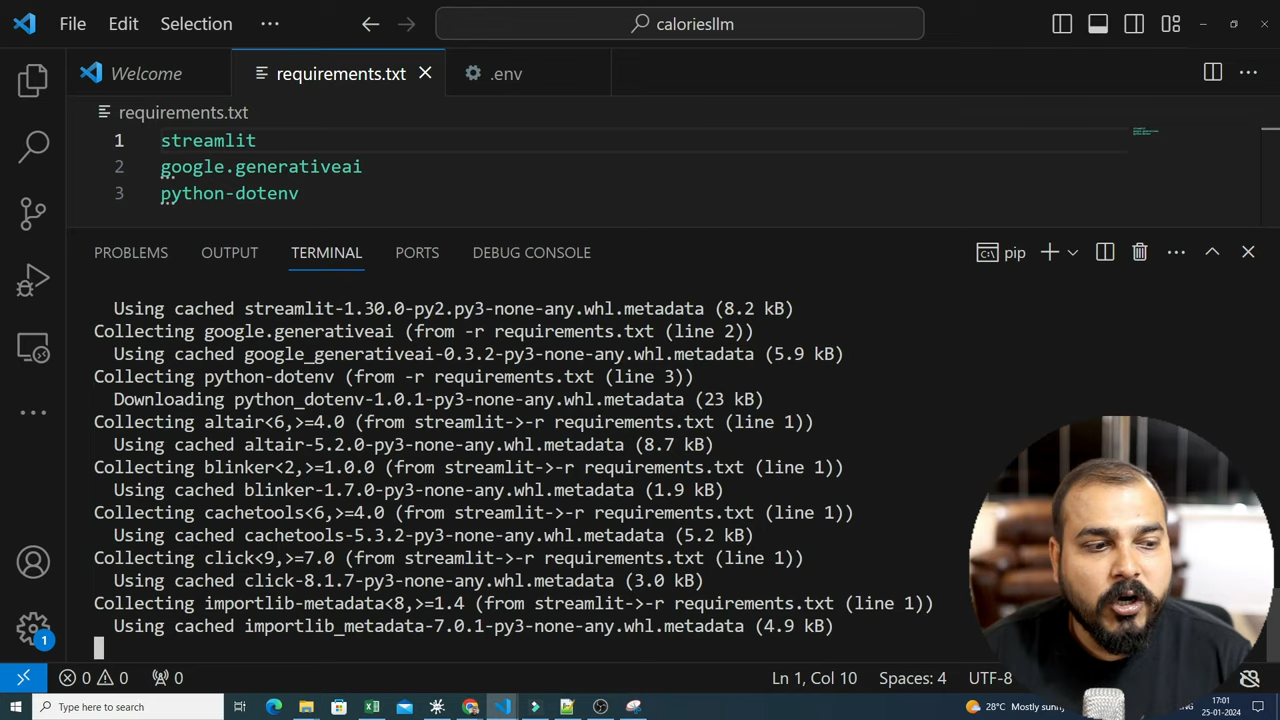 File Edit Selection ··· caloriesllm
Welcome requirements.txt .env
requirements.txt
1 streamlit
2 google.generativeai
3 python-dotenv
PROBLEMS OUTPUT TERMINAL PORTS DEBUG CONSOLE pip
Using cached streamlit-1.30.0-py2.py3-none-any.whl.metadata (8.2 kB)
Collecting google.generativeai (from -r requirements.txt (line 2))
Using cached google_generativeai-0.3.2-py3-none-any.whl.metadata (5.9 kB)
Collecting python-dotenv (from -r requirements.txt (line 3))
Downloading python_dotenv-1.0.1-py3-none-any.whl.metadata (23 kB)
Collecting altair<6,>=4.0 (from streamlit->-r requirements.txt (line 1))
Using cached altair-5.2.0-py3-none-any.whl.metadata (8.7 kB)
Collecting blinker<2,>=1.0.0 (from streamlit->-r requirements.txt (line 1))
Using cached blinker-1.7.0-py3-none-any.whl.metadata (1.9 kB)
Collecting cachetools<6,>=4.0 (from streamlit->-r requirements.txt (line 1))
Using cached cachetools-5.3.2-py3-none-any.whl.metadata (5.2 kB)
Collecting click<9,>=7.0 (from streamlit->-r requirements.txt (line 1))
Using cached click-8.1.7-py3-none-any.whl.metadata (3.0 kB)
Collecting importlib-metadata<8,>=1.4 (from streamlit->-r requirements.txt (line 1))
Using cached importlib_metadata-7.0.1-py3-none-any.whl.metadata (4.9 kB)
1
0 0 0 Ln 1, Col 10 Spaces: 4 UTF-8
Type here to search 28°C Mostly sunny 17:01
25-01-2024